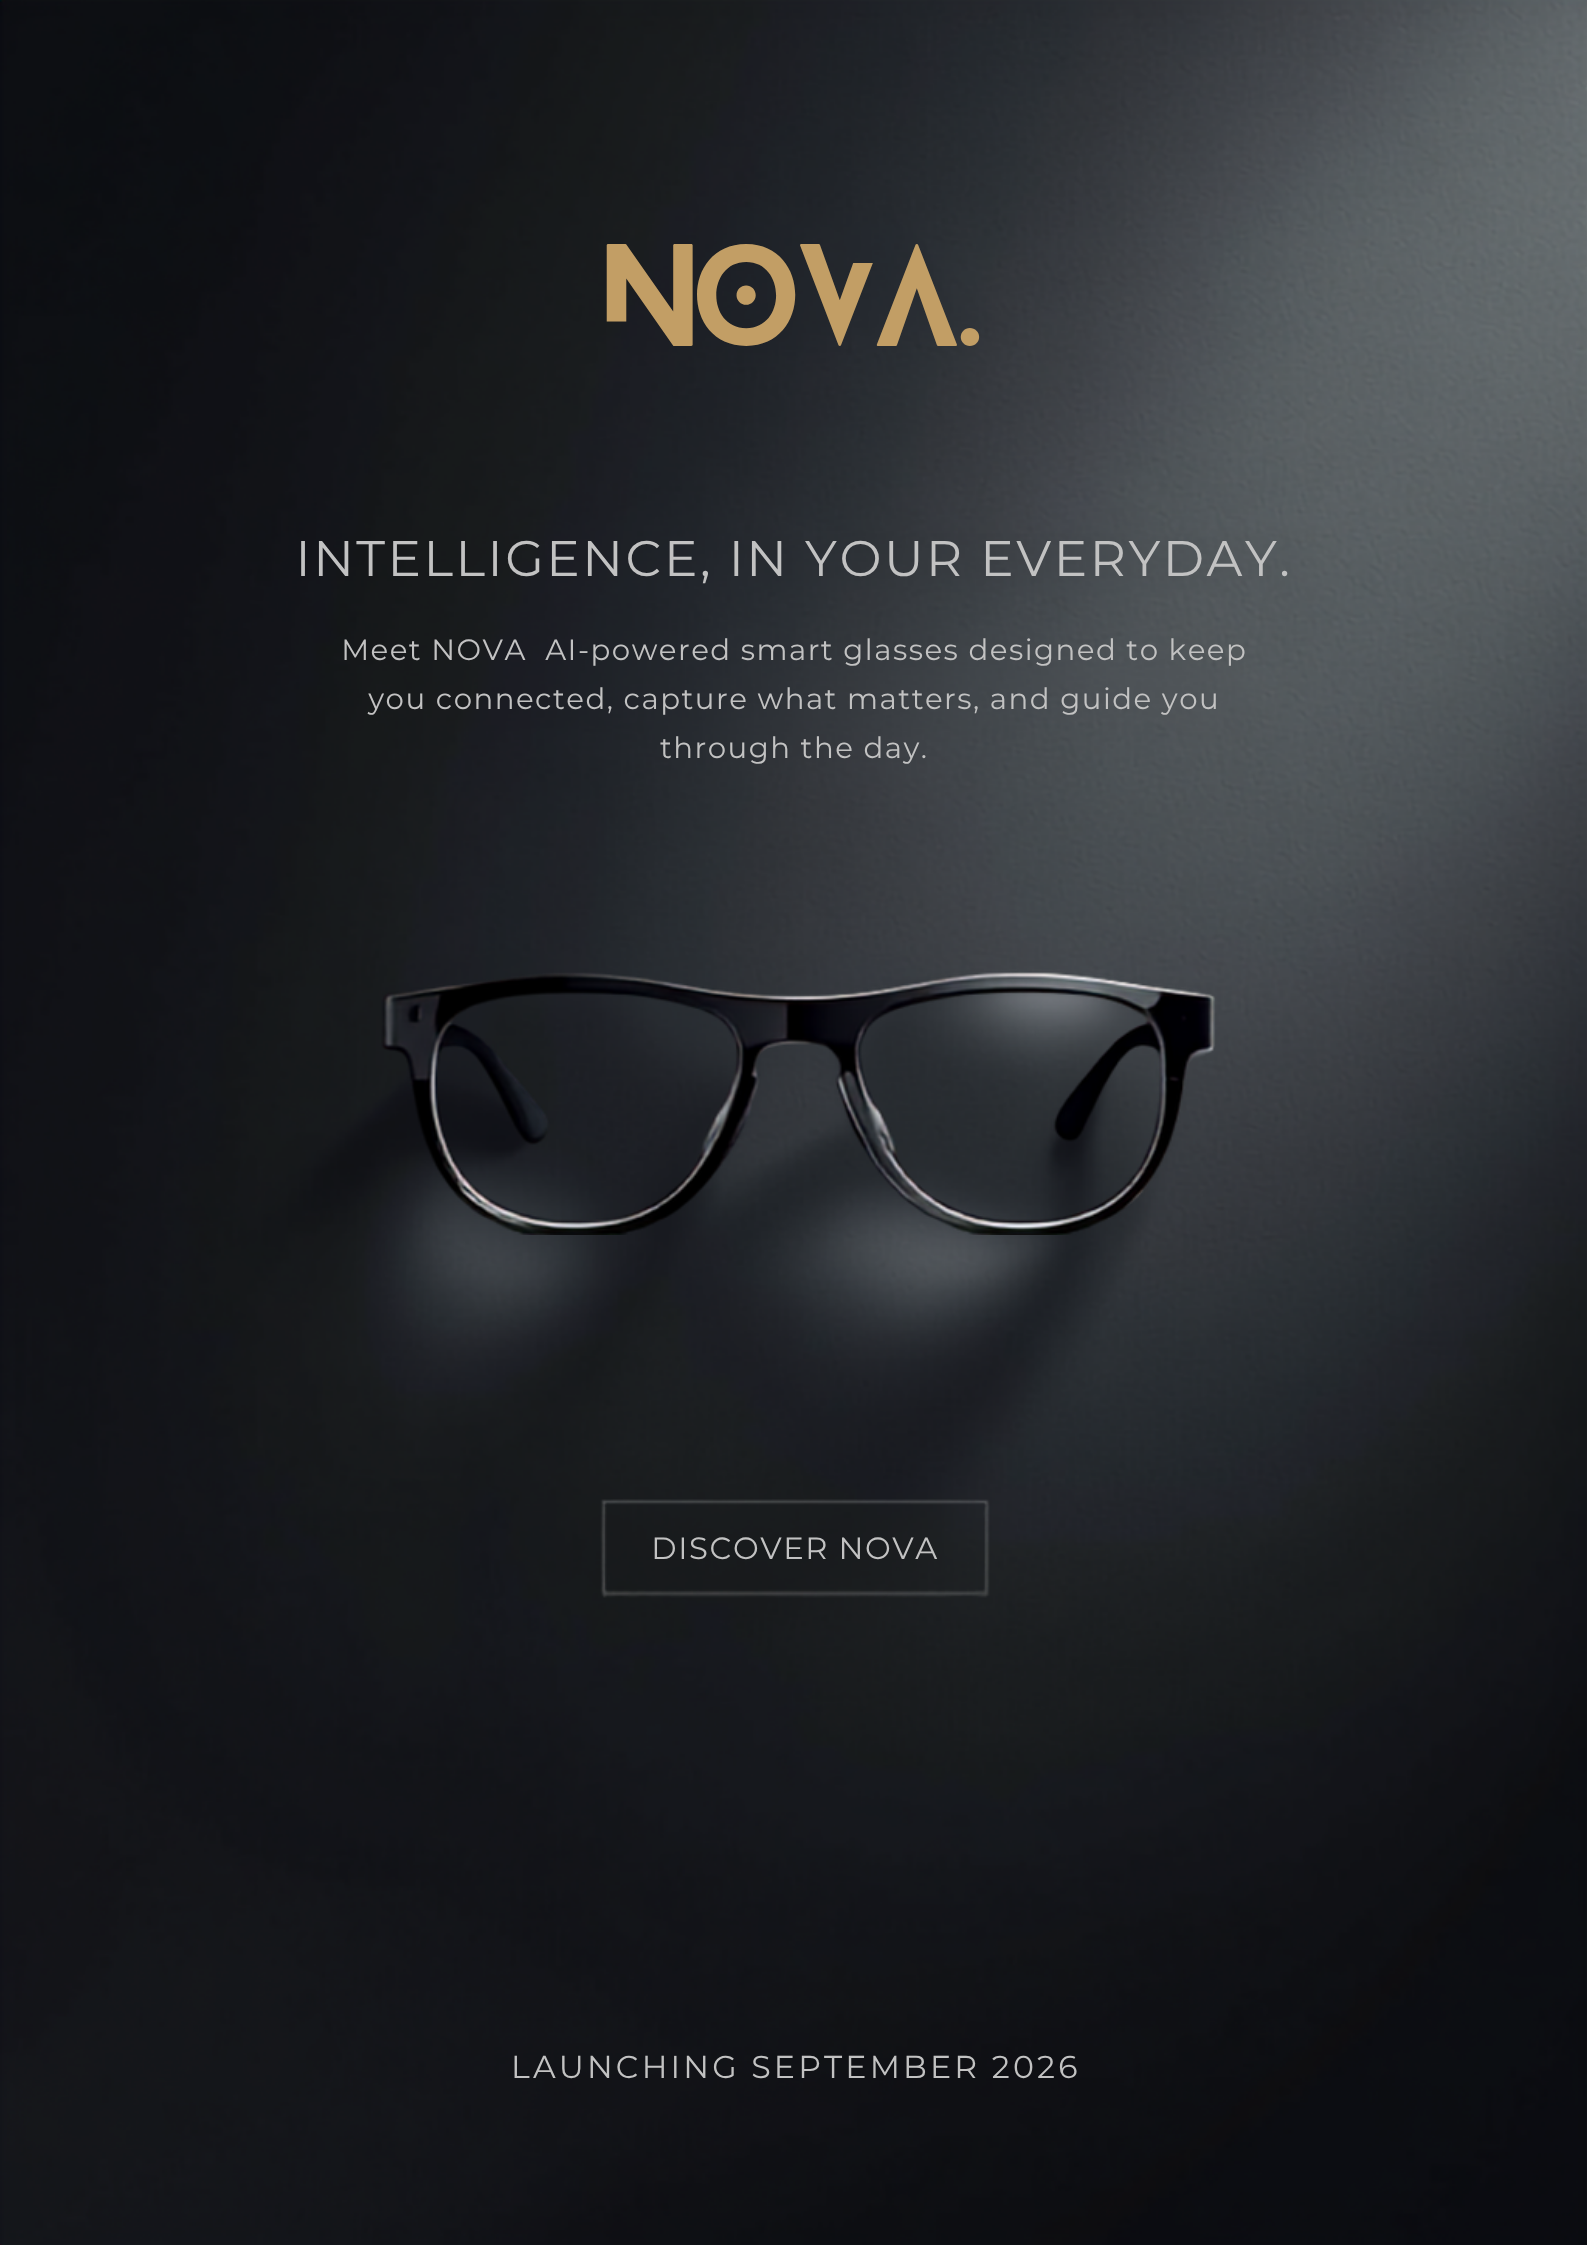 NOVA.
INTELLIGENCE, IN YOUR EVERYDAY.
Meet NOVA  AI-powered smart glasses designed to keep
you connected, capture what matters, and guide you
through the day.
DISCOVER NOVA
LAUNCHING SEPTEMBER 2026